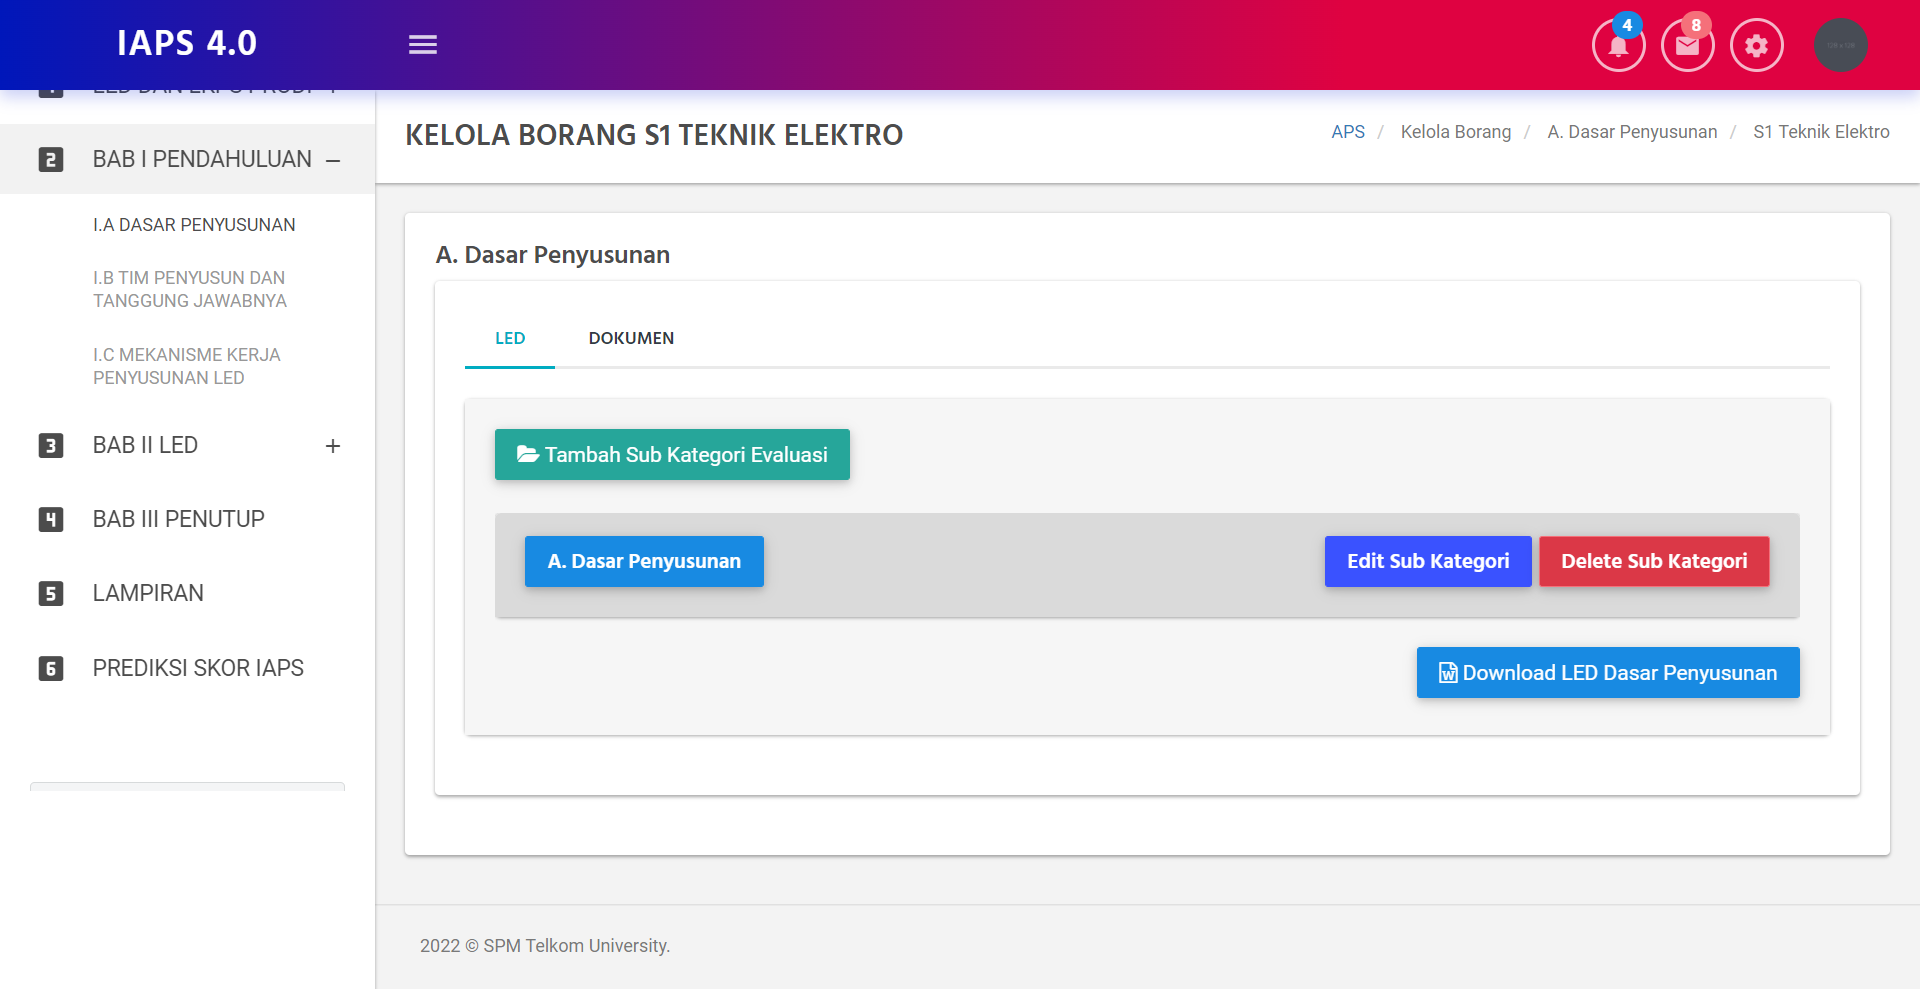 IAPS 4.0
4
8
BAB I PENDAHULUAN
I.A DASAR PENYUSUNAN
I.B TIM PENYUSUN DAN
TANGGUNG JAWABNYA
I.C MEKANISME KERJA
PENYUSUNAN LED
3 BAB II LED
4 BAB III PENUTUP
5 LAMPIRAN
6 PREDIKSI SKOR IAPS
KELOLA BORANG S1 TEKNIK ELEKTRO
APS / Kelola Borang / A. Dasar Penyusunan / S1 Teknik Elektro
A. Dasar Penyusunan
LED DOKUMEN
Tambah Sub Kategori Evaluasi
A. Dasar Penyusunan Edit Sub Kategori Delete Sub Kategori
Download LED Dasar Penyusunan
2022 © SPM Telkom University.